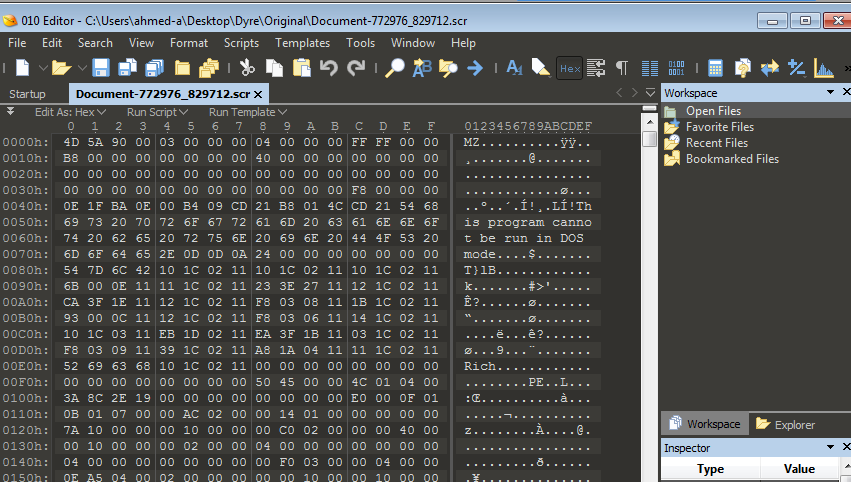 010 Editor - C:\Users\ahmed-a\Desktop\Dyre\Original\Document-772976_829712.scr
File Edit Search View Format Scripts Templates Tools Window Help
Hex
Startup Document-772976_829712.scr
Workspace
Edit As: Hex Run Script Run Template
Open Files
Favorite Files
Recent Files
Bookmarked Files
0 1 2 3 4 5 6 7 8 9 A B C D E F 0123456789ABCDEF
0000h: 4D 5A 90 00 03 00 00 00 04 00 00 00 FF FF 00 00 MZ..........ÿÿ..
0010h: B8 00 00 00 00 00 00 00 40 00 00 00 00 00 00 00 ¸.......@.......
0020h: 00 00 00 00 00 00 00 00 00 00 00 00 00 00 00 00 ................
0030h: 00 00 00 00 00 00 00 00 00 00 00 00 F8 00 00 00 ............ø...
0040h: 0E 1F BA 0E 00 B4 09 CD 21 B8 01 4C CD 21 54 68 ..º..´.Í!¸.LÍ!Th
0050h: 69 73 20 70 72 6F 67 72 61 6D 20 63 61 6E 6E 6F is program canno
0060h: 74 20 62 65 20 72 75 6E 20 69 6E 20 44 4F 53 20 t be run in DOS
0070h: 6D 6F 64 65 2E 0D 0D 0A 24 00 00 00 00 00 00 00 mode....$.......
0080h: 54 7D 6C 42 10 1C 02 11 10 1C 02 11 10 1C 02 11 T}lB............
0090h: 6B 00 0E 11 11 1C 02 11 23 3E 27 11 12 1C 02 11 k.......#>'.....
00A0h: CA 3F 1E 11 12 1C 02 11 F8 03 08 11 1B 1C 02 11 Ê?......ø.......
00B0h: 93 00 0C 11 12 1C 02 11 F8 03 06 11 14 1C 02 11 “.......ø.......
00C0h: 10 1C 03 11 EB 1D 02 11 EA 3F 1B 11 03 1C 02 11 ....ë...ê?......
00D0h: F8 03 09 11 39 1C 02 11 A8 1A 04 11 11 1C 02 11 ø...9...¨.......
00E0h: 52 69 63 68 10 1C 02 11 00 00 00 00 00 00 00 00 Rich............
00F0h: 00 00 00 00 00 00 00 00 50 45 00 00 4C 01 04 00 ........PE..L...
0100h: 3A 8C 2E 19 00 00 00 00 00 00 00 00 E0 00 0F 01 :Œ..........à...
0110h: 0B 01 07 00 00 AC 02 00 00 14 01 00 00 00 00 00 .....¬..........
0120h: 7A 10 00 00 00 10 00 00 00 C0 02 00 00 00 40 00 z........À....@.
0130h: 00 10 00 00 00 02 00 00 04 00 00 00 00 00 00 00 ................
0140h: 04 00 00 00 00 00 00 00 00 F0 03 00 00 04 00 00 .........ð......
0150h: 0E A5 04 00 02 00 00 00 00 00 10 00 00 10 00 00 .¥..............
Workspace Explorer
Inspector
Type Value